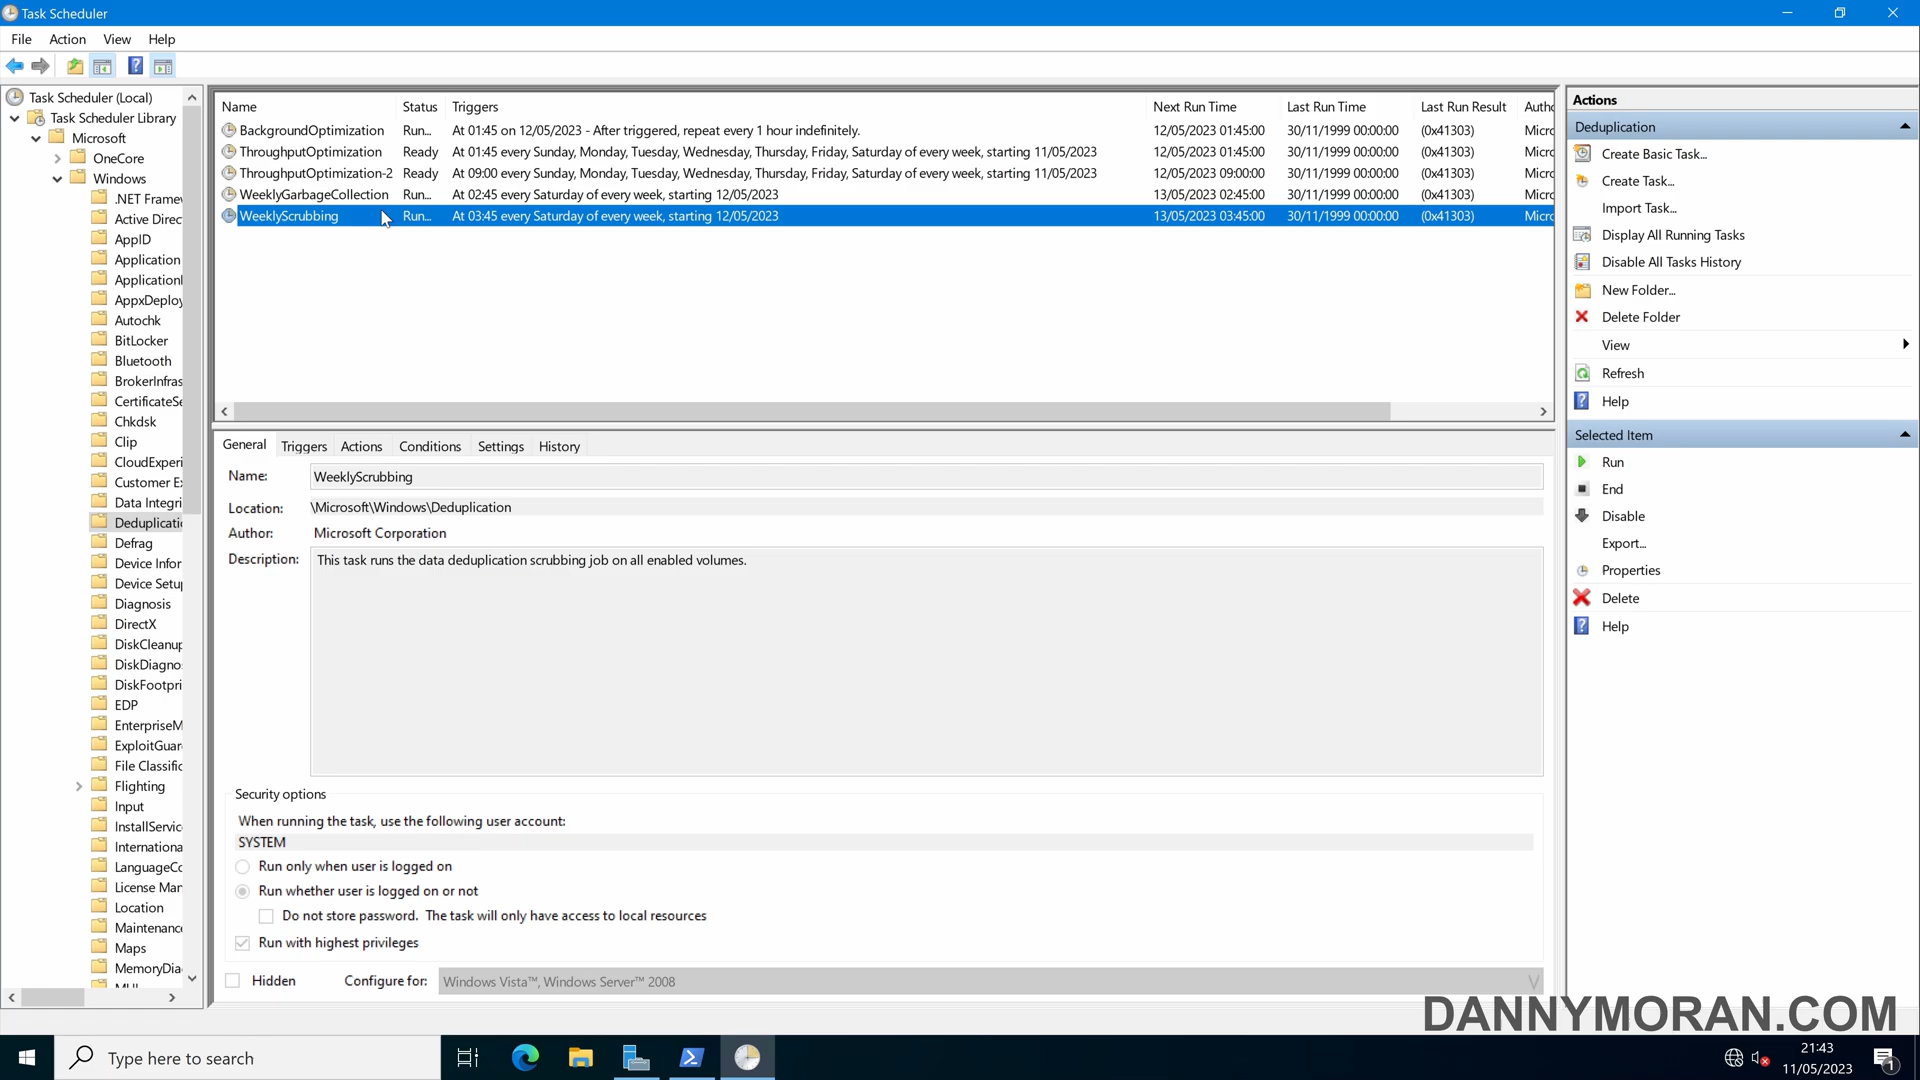 Task Scheduler
File Action View Help
Task Scheduler (Local)
Task Scheduler Library
Microsoft
OneCore
Windows
.NET Framew
Active Direc
AppID
Application
Application
AppxDeploy
Autochk
BitLocker
Bluetooth
BrokerInfras
CertificateSe
Chkdsk
Clip
CloudExperi
Customer E
Data Integri
Deduplicatio
Defrag
Device Infor
Device Setup
Diagnosis
DirectX
DiskCleanup
DiskDiagno
DiskFootpri
EDP
EnterpriseM
ExploitGuar
File Classific
Flighting
Input
InstallServic
Internationa
LanguageCo
License Man
Location
Maintenanc
Maps
MemoryDia
MUI
Name Status Triggers Next Run Time Last Run Time Last Run Result Autho
BackgroundOptimization Run... At 01:45 on 12/05/2023 - After triggered, repeat every 1 hour indefinitely. 12/05/2023 01:45:00 30/11/1999 00:00:00 (0x41303) Micro
ThroughputOptimization Ready At 01:45 every Sunday, Monday, Tuesday, Wednesday, Thursday, Friday, Saturday of every week, starting 11/05/2023 12/05/2023 01:45:00 30/11/1999 00:00:00 (0x41303) Micro
ThroughputOptimization-2 Ready At 09:00 every Sunday, Monday, Tuesday, Wednesday, Thursday, Friday, Saturday of every week, starting 11/05/2023 12/05/2023 09:00:00 30/11/1999 00:00:00 (0x41303) Micro
WeeklyGarbageCollection Run... At 02:45 every Saturday of every week, starting 12/05/2023 13/05/2023 02:45:00 30/11/1999 00:00:00 (0x41303) Micro
WeeklyScrubbing Run... At 03:45 every Saturday of every week, starting 12/05/2023 13/05/2023 03:45:00 30/11/1999 00:00:00 (0x41303) Micro
General Triggers Actions Conditions Settings History
Name: WeeklyScrubbing
Location: \Microsoft\Windows\Deduplication
Author: Microsoft Corporation
Description: This task runs the data deduplication scrubbing job on all enabled volumes.
Security options
When running the task, use the following user account:
SYSTEM
Run only when user is logged on
Run whether user is logged on or not
Do not store password. The task will only have access to local resources
Run with highest privileges
Hidden Configure for: Windows Vista™, Windows Server™ 2008
Actions
Deduplication
Create Basic Task...
Create Task...
Import Task...
Display All Running Tasks
Disable All Tasks History
New Folder...
Delete Folder
View
Refresh
Help
Selected Item
Run
End
Disable
Export...
Properties
Delete
Help
DANNYMORAN.COM
Type here to search
21:43
11/05/2023
1